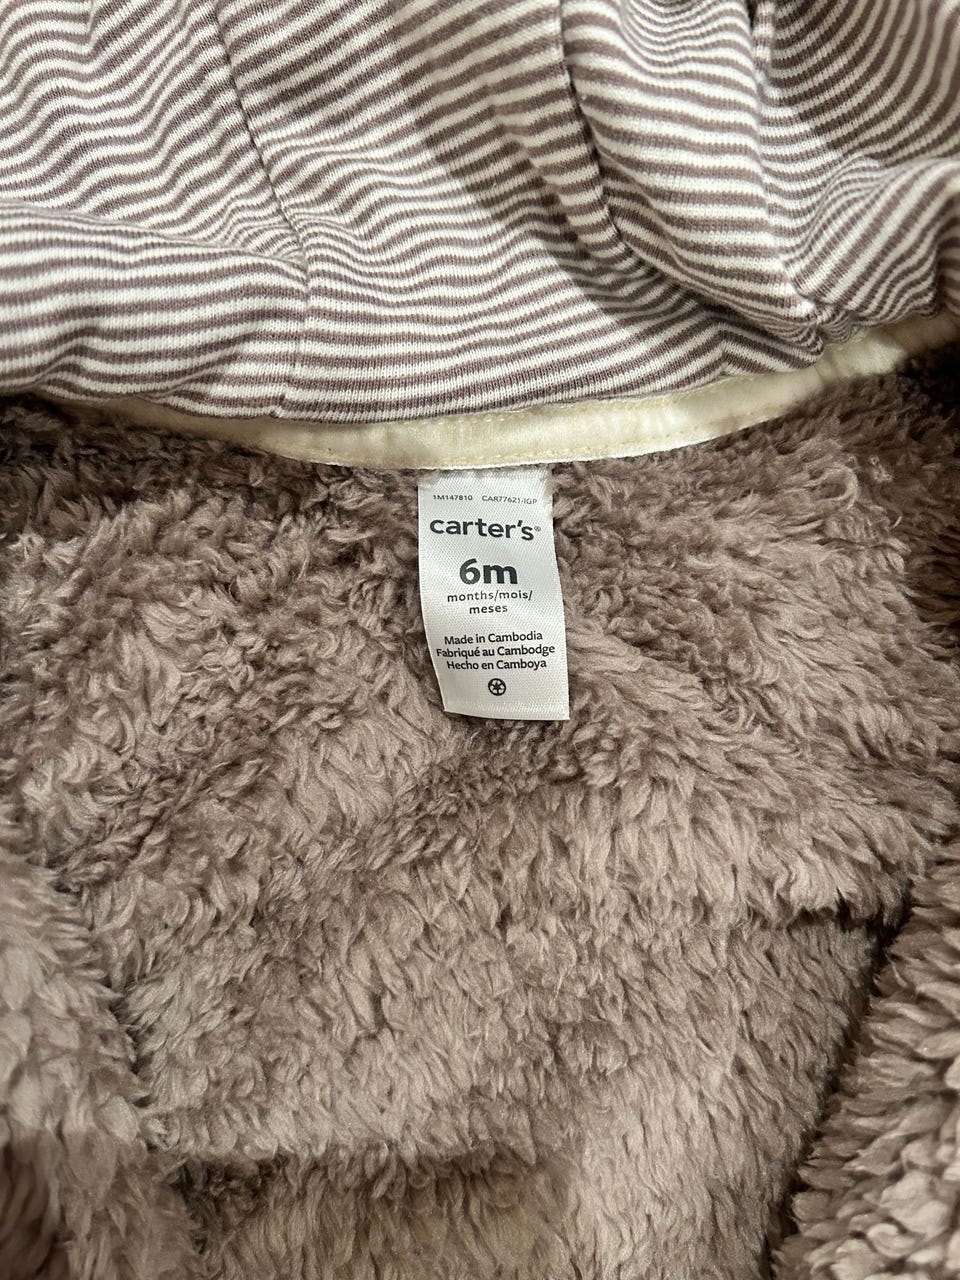 1M147810 CAR77621-IGP
carter's®
6m
months/mois/
meses
Made in Cambodia
Fabriqué au Cambodge
Hecho en Camboya